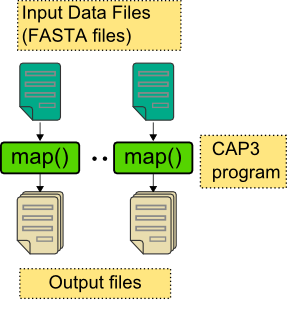 Input Data Files
(FASTA files)
map()
map()
CAP3
program
Output files